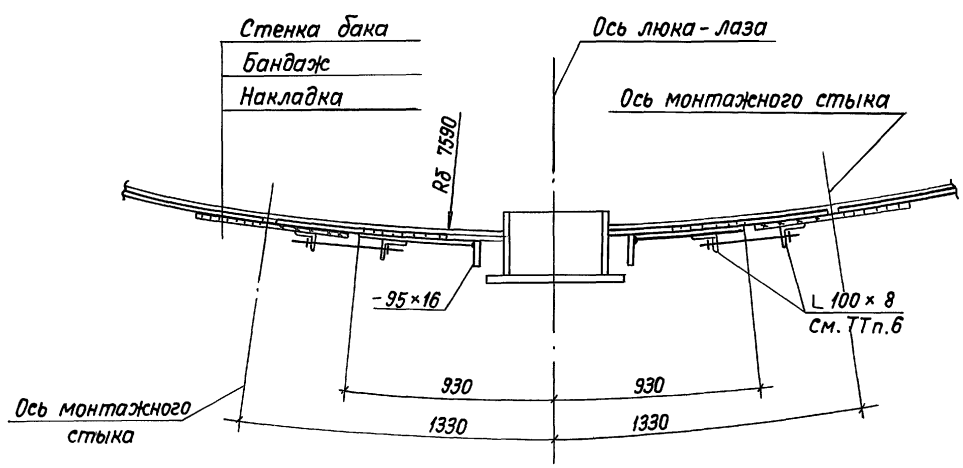 Стенка бака
Бандаж
Накладка
Ось люка-лаза
Ось монтажного стыка
Rб 7590
-95×16
∟100×8
См. ТТп.6
930
930
1330
1330
Ось монтажного
стыка